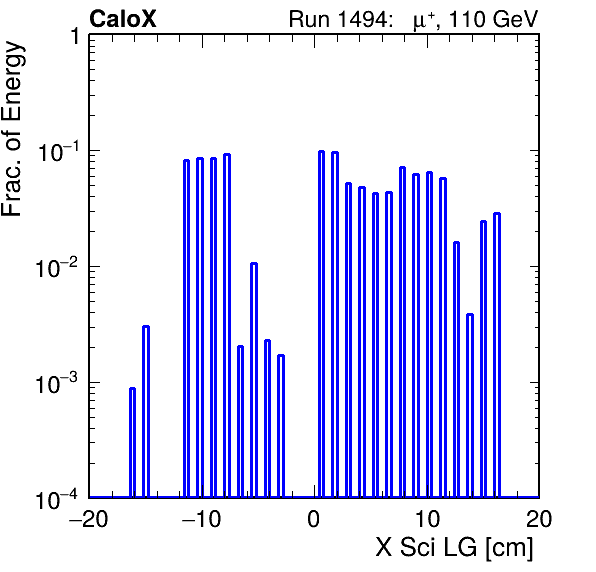 CaloX Run 1494: μ⁺, 110 GeV
Frac. of Energy
1
10⁻¹
10⁻²
10⁻³
10⁻⁴
−20 −10 0 10 20
X Sci LG [cm]